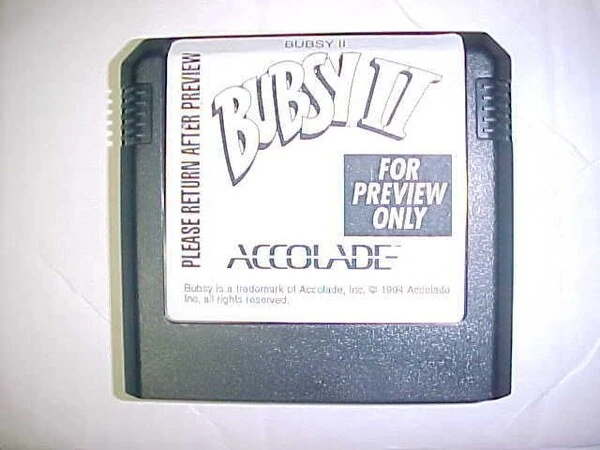 BUBSY II
PLEASE RETURN AFTER PREVIEW
BUBSY II
FOR
PREVIEW
ONLY
ACCOLADE
Bubsy is a trademark of Accolade, Inc. © 1994 Accolade
Inc. all rights reserved.